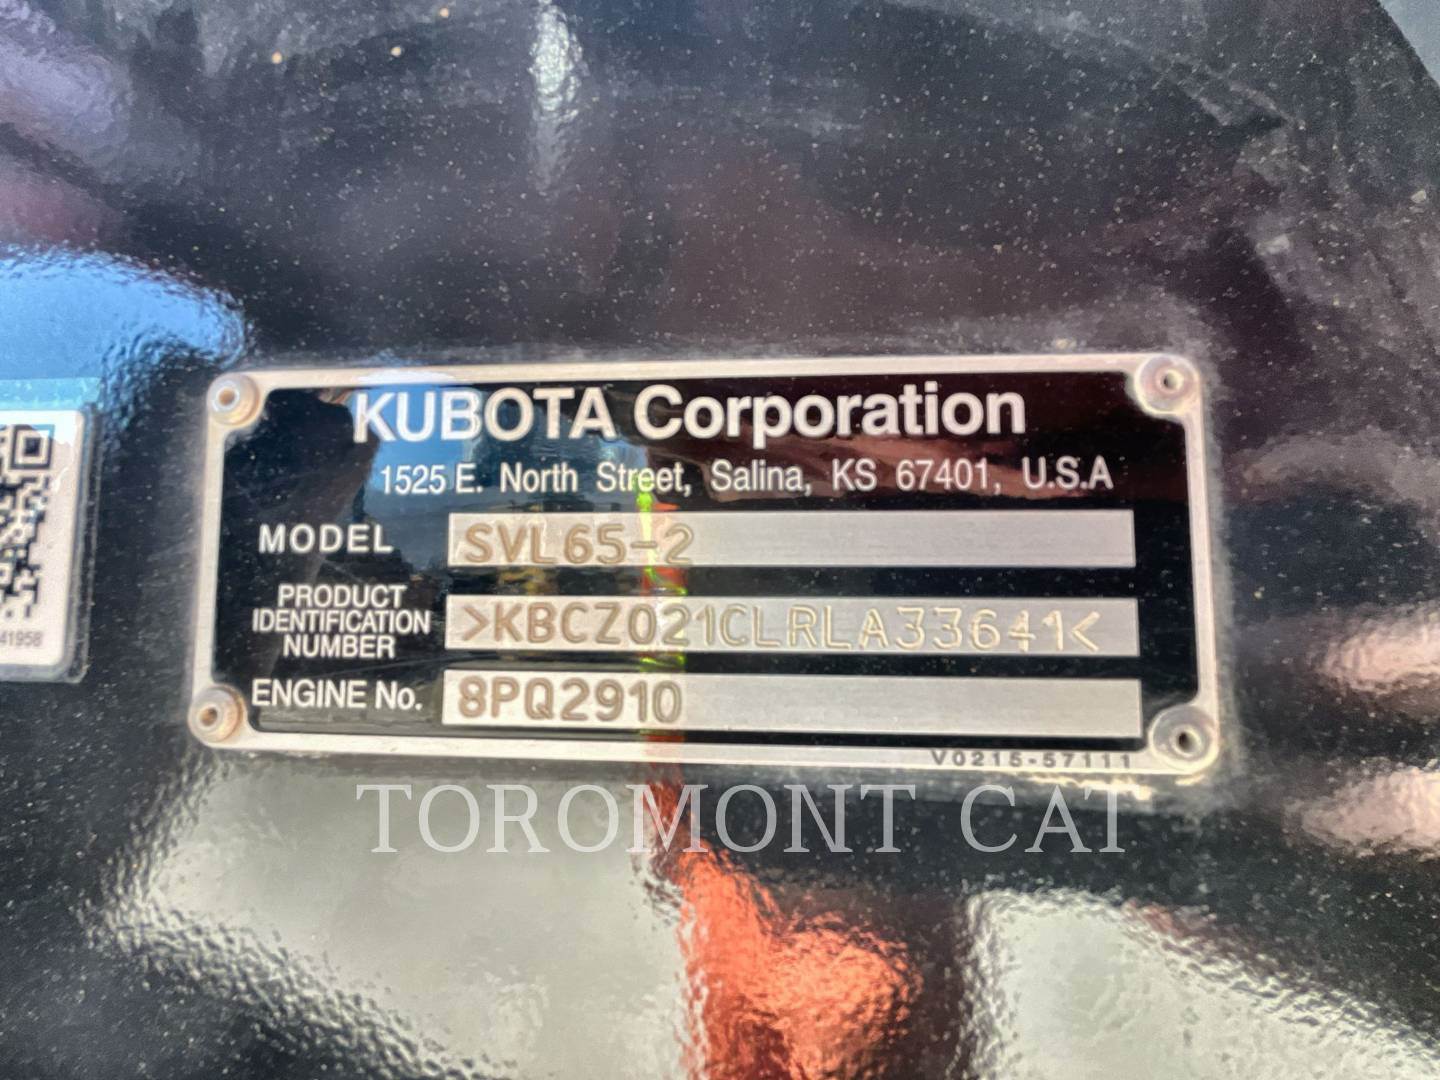 KUBOTA Corporation
1525 E. North Street, Salina, KS 67401, U.S.A
MODEL SVL65-2
PRODUCT
IDENTIFICATION
NUMBER
>KBCZ021CLRLA33641<
ENGINE No. 8PQ2910
V0215-57111
41958
TOROMONT CAT